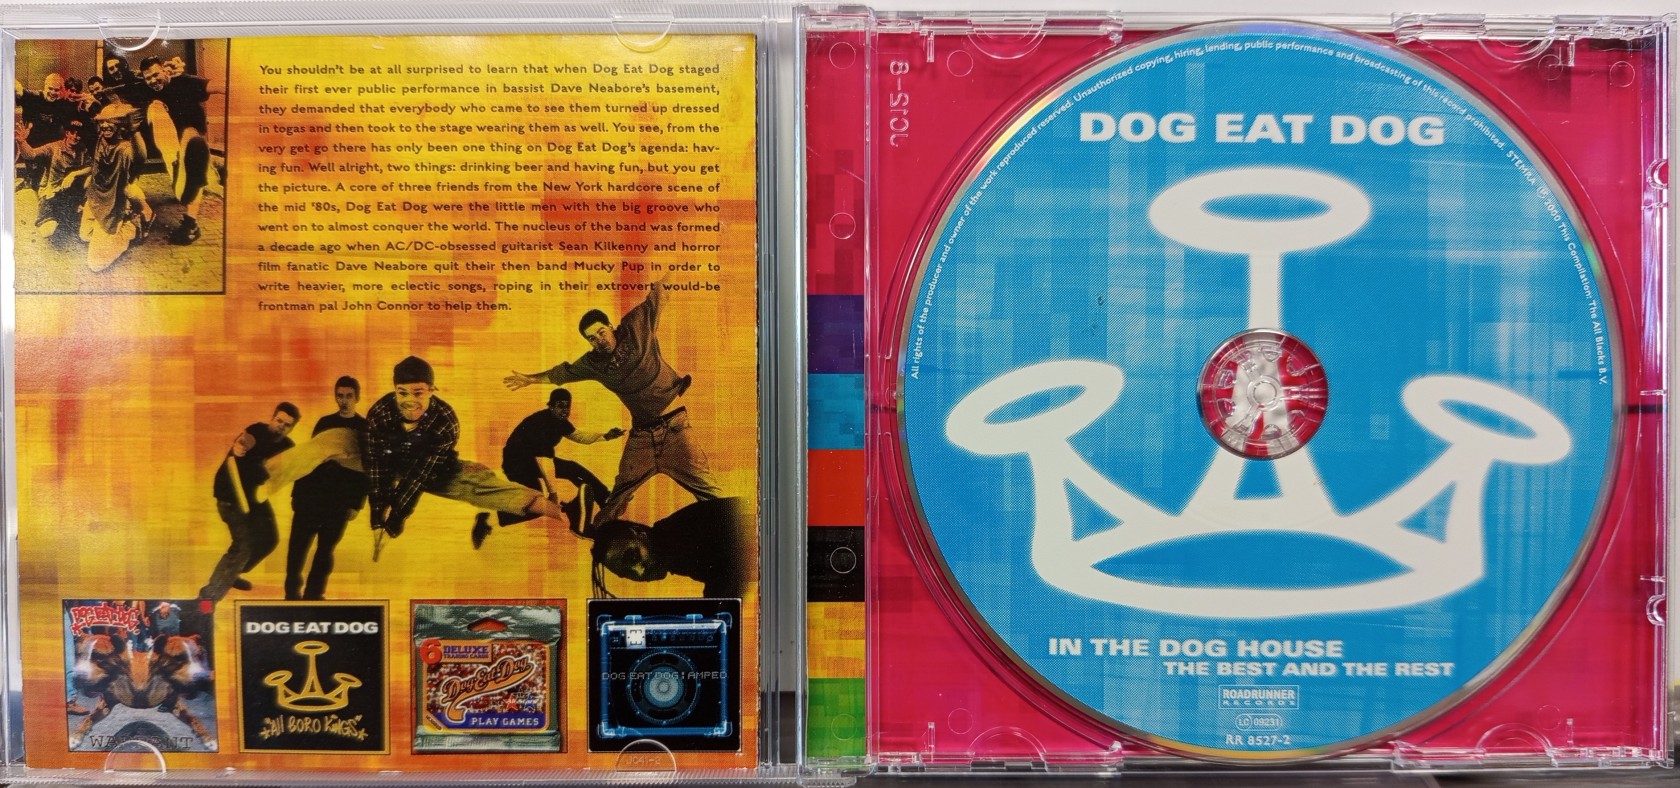 You shouldn't be at all surprised to learn that when Dog Eat Dog staged
their first ever public performance in bassist Dave Neabore's basement,
they demanded that everybody who came to see them turned up dressed
in togas and then took to the stage wearing them as well. You see, from the
very get go there has only been one thing on Dog Eat Dog's agenda: hav-
ing fun. Well alright, two things: drinking beer and having fun, but you get
the picture. A core of three friends from the New York hardcore scene of
the mid '80s, Dog Eat Dog were the little men with the big groove who
went on to almost conquer the world. The nucleus of the band was formed
a decade ago when AC/DC-obsessed guitarist Sean Kilkenny and horror
film fanatic Dave Neabore quit their then band Mucky Pup in order to
write heavier, more eclectic songs, roping in their extrovert would-be
frontman pal John Connor to help them.
DOG EAT DOG
WARRANT
DOG EAT DOG
All BORO KINGS
6 DELUXE
TRADING CARDS
Dog Eat Dog
PLAY GAMES
DOG EAT DOG: AMPED
All rights of the producer and owner of the work reproduced reserved. Unauthorized copying, hiring, lending, public performance and broadcasting of this record prohibited. STEMRA ℗ 2000 This Compilation: The All Blacks B.V.
DOG EAT DOG
IN THE DOG HOUSE
THE BEST AND THE REST
ROADRUNNER
RECORDS
LC 09231
RR 8527-2